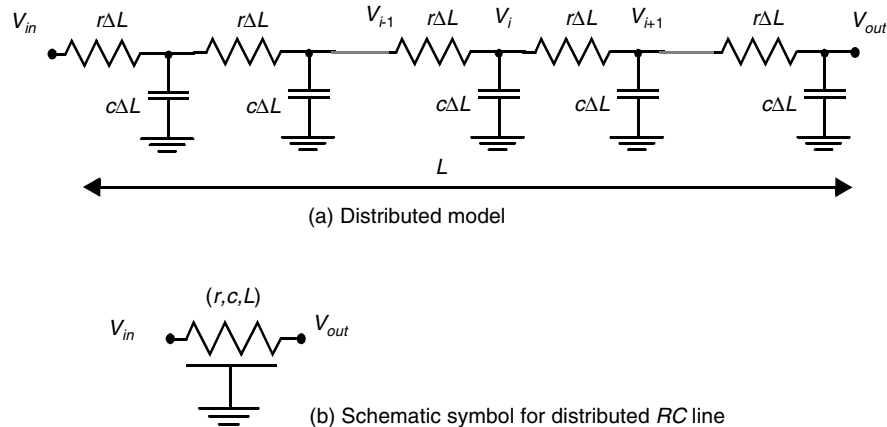 V_in rΔL rΔL V_i-1 rΔL V_i rΔL V_i+1 rΔL V_out
cΔL cΔL cΔL cΔL cΔL
L
(a) Distributed model
(r,c,L)
V_in V_out
(b) Schematic symbol for distributed RC line